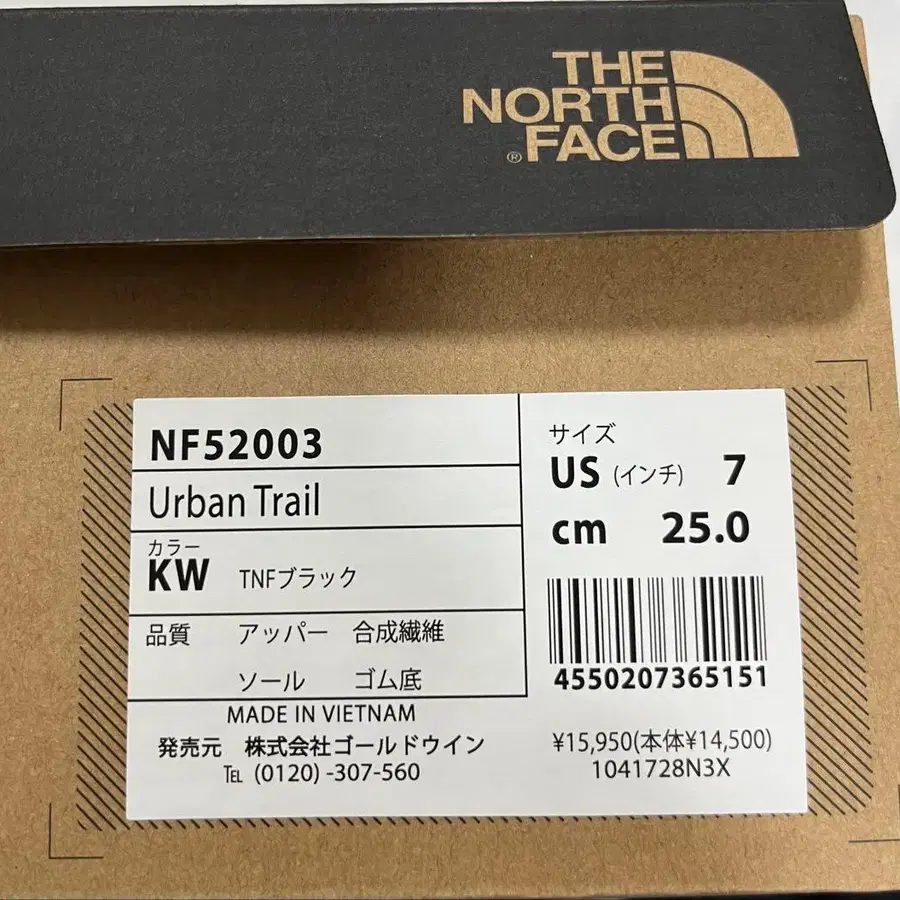 THE
NORTH
FACE
®
NF52003
Urban Trail
カラー
KW TNFブラック
品質 アッパー 合成繊維
ソール ゴム底
MADE IN VIETNAM
発売元 株式会社ゴールドウイン
℡ (0120) -307-560
サイズ
US (インチ) 7
cm 25.0
4550207365151
¥15,950(本体¥14,500)
1041728N3X